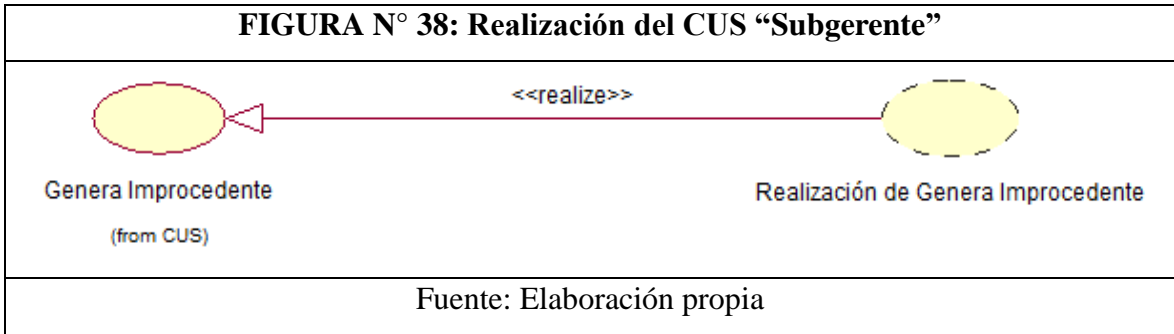 FIGURA N° 38: Realización del CUS “Subgerente”
<<realize>>
Genera Improcedente
(from CUS)
Realización de Genera Improcedente
Fuente: Elaboración propia